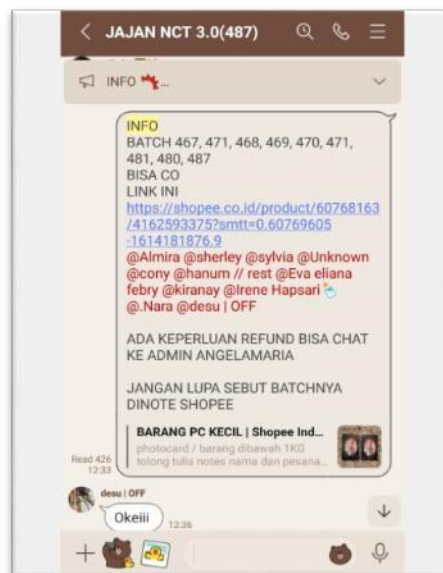 JAJAN NCT 3.0(487)
INFO ...
INFO
BATCH 467, 471, 468, 469, 470, 471,
481, 480, 487
BISA CO
LINK INI
https://shopee.co.id/product/60768163
/4162593375?smtt=0.60769605
-1614181876.9
@Almira @sherley @sylvia @Unknown
@cony @hanum // rest @Eva eliana
febry @kiranay @Irene Hapsari
@.Nara @desu | OFF
ADA KEPERLUAN REFUND BISA CHAT
KE ADMIN ANGELAMARIA
JANGAN LUPA SEBUT BATCHNYA
DINOTE SHOPEE
BARANG PC KECIL | Shopee Ind...
photocard / barang dibawah 1KG
tolong tulis notes nama dan pesana...
Read 426
12:33
desu | OFF
Okeiii
12:36